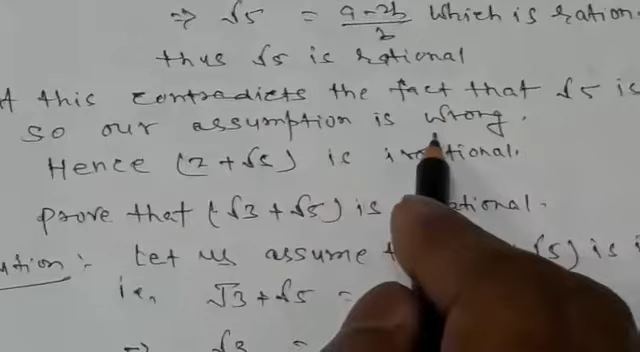 ⇒ √5 = (a-2b)/2 which is ration
thus √5 is rational
this contradicts the fact that √5 is
so our assumption is wrong.
Hence (2+√5) is irrational.
prove that (√3+√5) is
ution:- Let us assume √5) is
i.e, √3+√5 =
⇒ √3 =